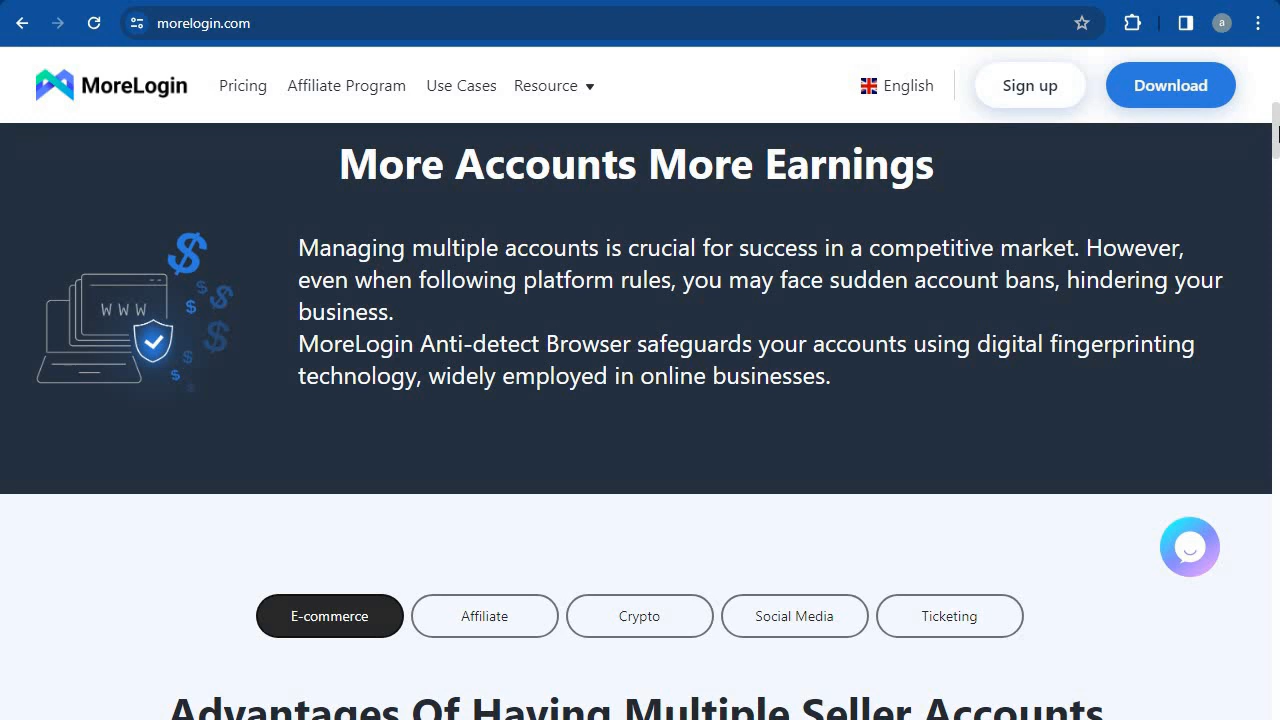 morelogin.com
a
MoreLogin Pricing Affiliate Program Use Cases Resource English Sign up Download
More Accounts More Earnings
Managing multiple accounts is crucial for success in a competitive market. However,
even when following platform rules, you may face sudden account bans, hindering your
business.
MoreLogin Anti-detect Browser safeguards your accounts using digital fingerprinting
technology, widely employed in online businesses.
WWW
$ $ $ $ $ $ $
E-commerce Affiliate Crypto Social Media Ticketing
Advantages Of Having Multiple Seller Accounts